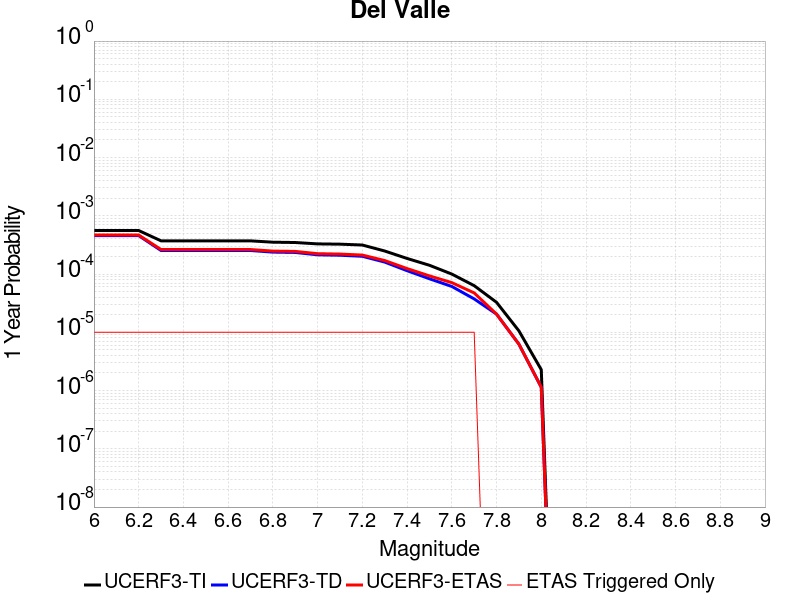 Del Valle
10^0
10^-1
10^-2
10^-3
10^-4
10^-5
10^-6
10^-7
10^-8
1 Year Probability
6 6.2 6.4 6.6 6.8 7 7.2 7.4 7.6 7.8 8 8.2 8.4 8.6 8.8 9
Magnitude
UCERF3-TI UCERF3-TD UCERF3-ETAS ETAS Triggered Only